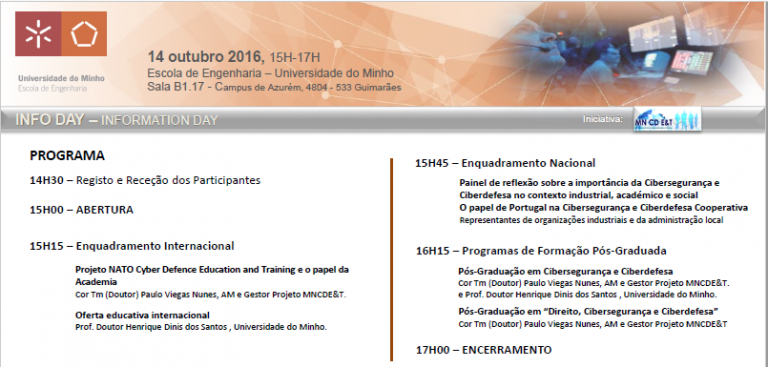 Universidade do Minho
Escola de Engenharia
14 outubro 2016, 15H-17H
Escola de Engenharia – Universidade do Minho
Sala B1.17 - Campus de Azurém, 4804 - 533 Guimarães
INFO DAY – INFORMATION DAY
Iniciativa:
MN CD E&T
PROGRAMA
14H30 – Registo e Receção dos Participantes
15H00 – ABERTURA
15H15 – Enquadramento Internacional
Projeto NATO Cyber Defence Education and Training e o papel da
Academia
Cor Tm (Doutor) Paulo Viegas Nunes, AM e Gestor Projeto MNCDE&T.
Oferta educativa internacional
Prof. Doutor Henrique Dinis dos Santos , Universidade do Minho.
15H45 – Enquadramento Nacional
Painel de reflexão sobre a importância da Cibersegurança e
Ciberdefesa no contexto industrial, académico e social
O papel de Portugal na Cibersegurança e Ciberdefesa Cooperativa
Representantes de organizações industriais e da administração local
16H15 – Programas de Formação Pós-Graduada
Pós-Graduação em Cibersegurança e Ciberdefesa
Cor Tm (Doutor) Paulo Viegas Nunes, AM e Gestor Projeto MNCDE&T.
e Prof. Doutor Henrique Dinis dos Santos , Universidade do Minho.
Pós-Graduação em “Direito, Cibersegurança e Ciberdefesa”
Cor Tm (Doutor) Paulo Viegas Nunes, AM e Gestor Projeto MNCDE&T
17H00 – ENCERRAMENTO